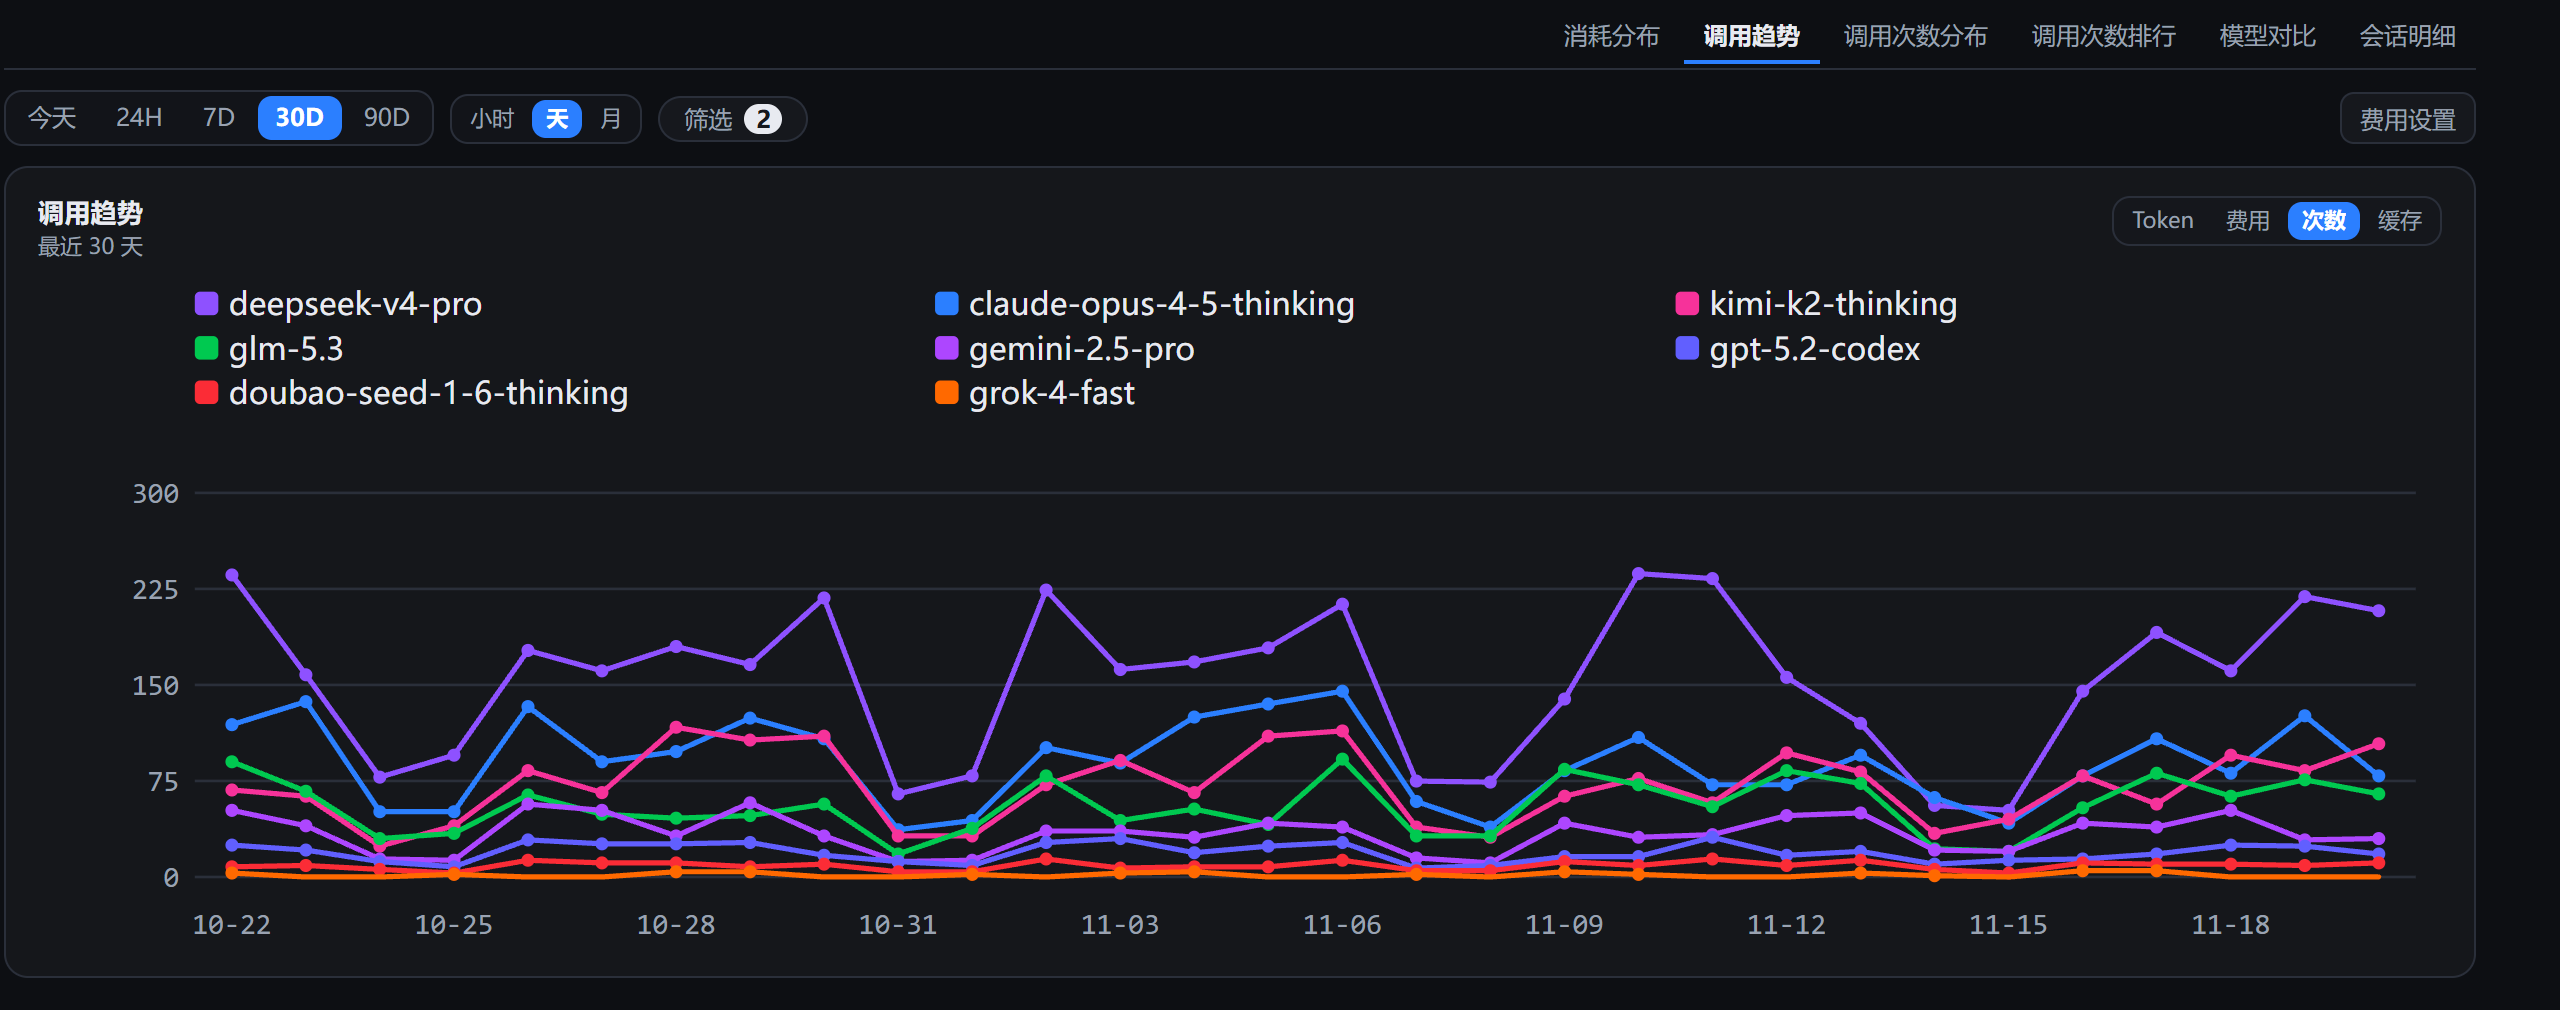 消耗分布 调用趋势 调用次数分布 调用次数排行 模型对比 会话明细
今天 24H 7D 30D 90D 小时 天 月 筛选 2 费用设置
调用趋势
最近 30 天
Token 费用 次数 缓存
deepseek-v4-pro claude-opus-4-5-thinking kimi-k2-thinking
glm-5.3 gemini-2.5-pro gpt-5.2-codex
doubao-seed-1-6-thinking grok-4-fast
300
225
150
75
0
10-22 10-25 10-28 10-31 11-03 11-06 11-09 11-12 11-15 11-18